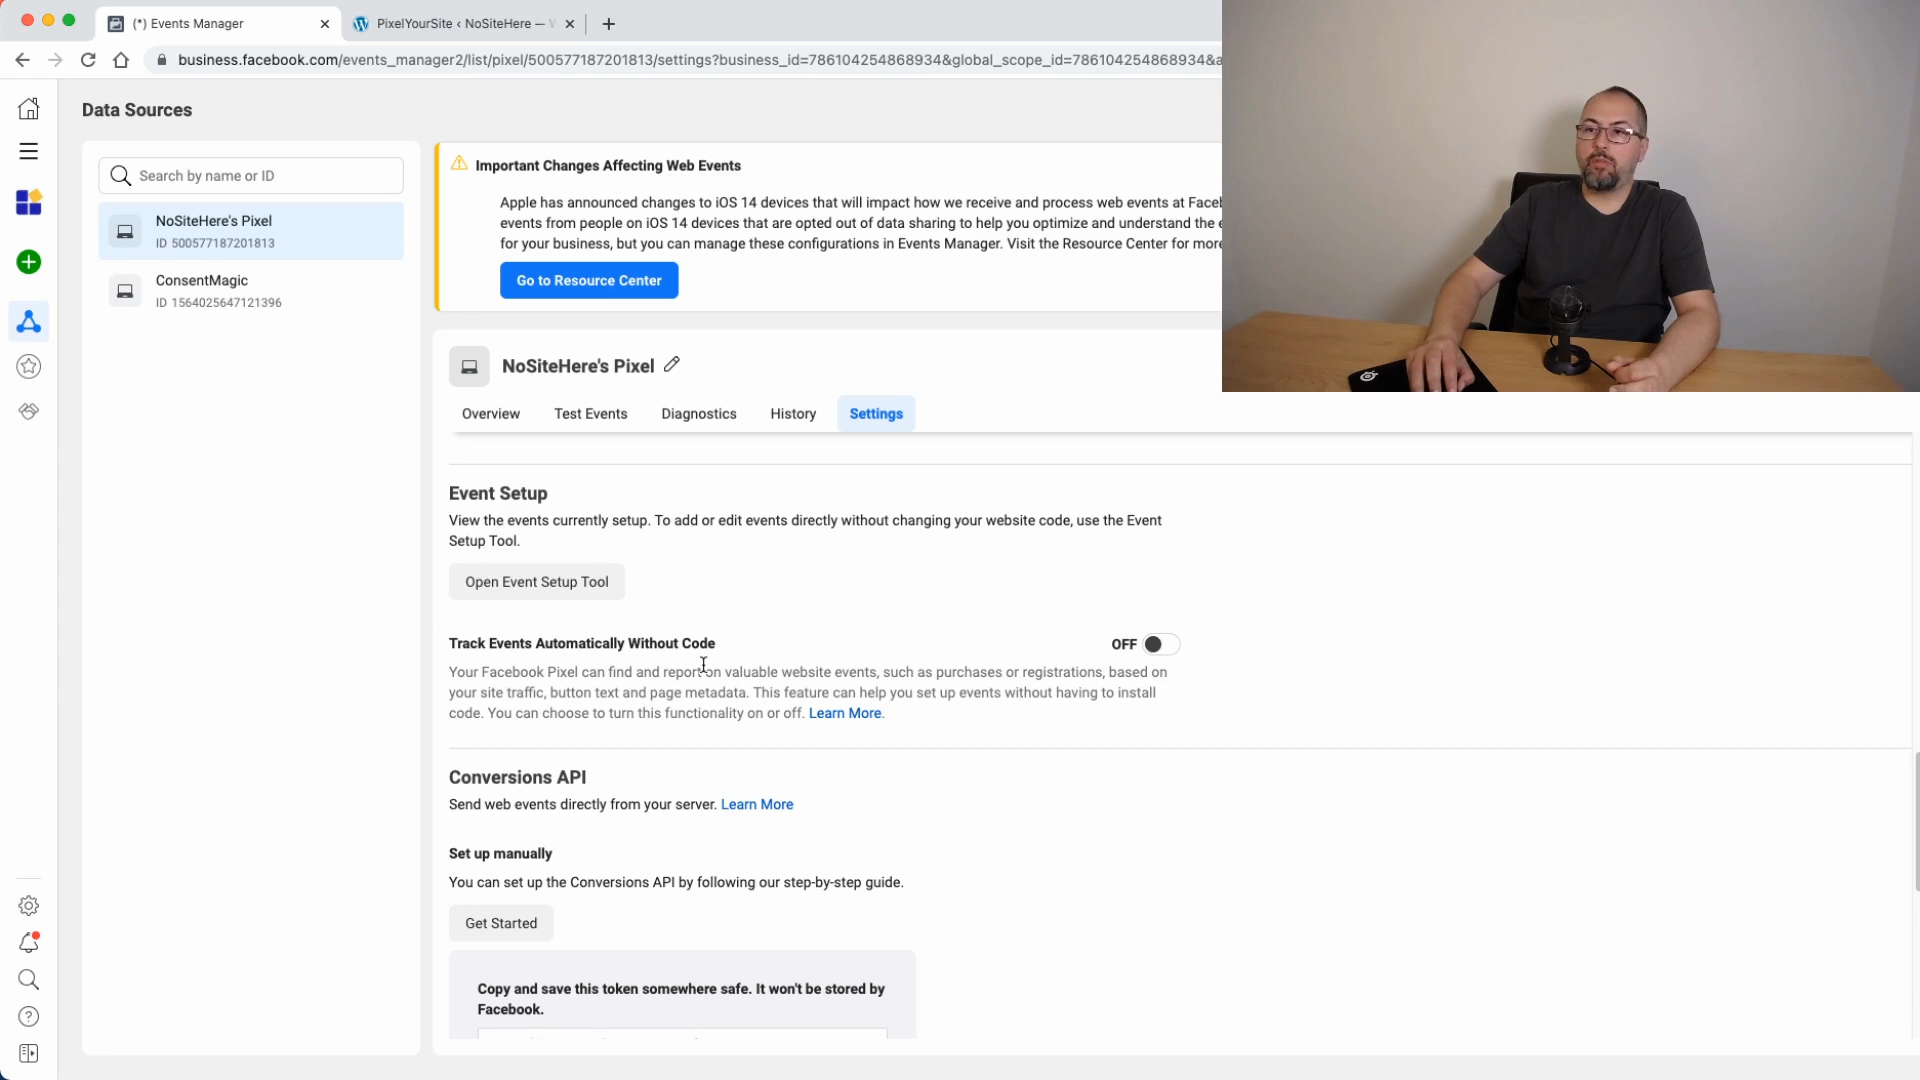 (*) Events Manager
PixelYourSite ‹ NoSiteHere —
business.facebook.com/events_manager2/list/pixel/500577187201813/settings?business_id=786104254868934&global_scope_id=786104254868934&a
Data Sources
Search by name or ID
NoSiteHere's Pixel
ID 500577187201813
ConsentMagic
ID 1564025647121396
Important Changes Affecting Web Events
Apple has announced changes to iOS 14 devices that will impact how we receive and process web events at
events from people on iOS 14 devices that are opted out of data sharing to help you optimize and understand the
for your business, but you can manage these configurations in Events Manager. Visit the Resource Center for more
Go to Resource Center
NoSiteHere's Pixel
Overview
Test Events
Diagnostics
History
Settings
Event Setup
View the events currently setup. To add or edit events directly without changing your website code, use the Event
Setup Tool.
Open Event Setup Tool
Track Events Automatically Without Code
OFF
Your Facebook Pixel can find and report on valuable website events, such as purchases or registrations, based on
your site traffic, button text and page metadata. This feature can help you set up events without having to install
code. You can choose to turn this functionality on or off. Learn More.
Conversions API
Send web events directly from your server. Learn More
Set up manually
You can set up the Conversions API by following our step-by-step guide.
Get Started
Copy and save this token somewhere safe. It won't be stored by
Facebook.